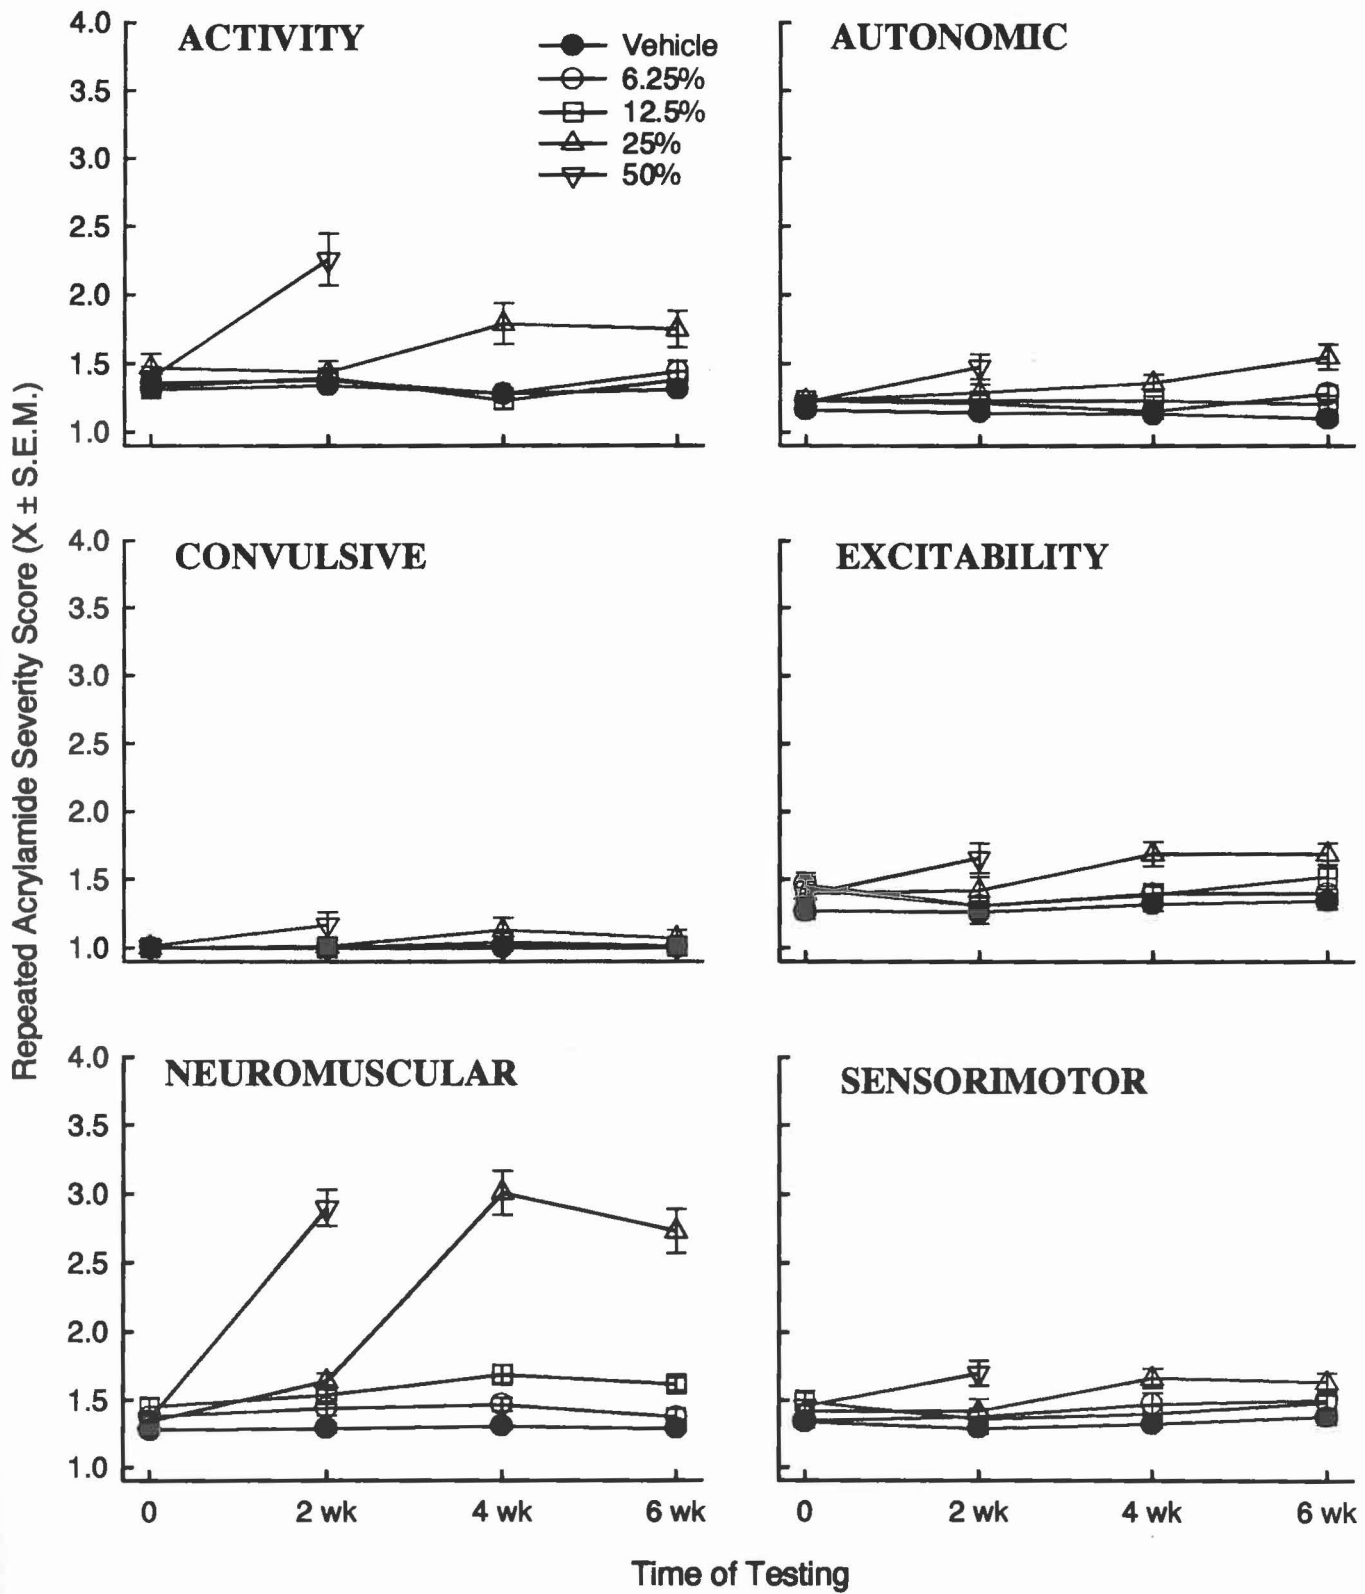 Repeated Acrylamide Severity Score (X ± S.E.M.)
ACTIVITY
4.0
3.5
3.0
2.5
2.0
1.5
1.0
Vehicle
6.25%
12.5%
25%
50%
AUTONOMIC
CONVULSIVE
4.0
3.5
3.0
2.5
2.0
1.5
1.0
EXCITABILITY
NEUROMUSCULAR
4.0
3.5
3.0
2.5
2.0
1.5
1.0
0 2 wk 4 wk 6 wk
SENSORIMOTOR
0 2 wk 4 wk 6 wk
Time of Testing